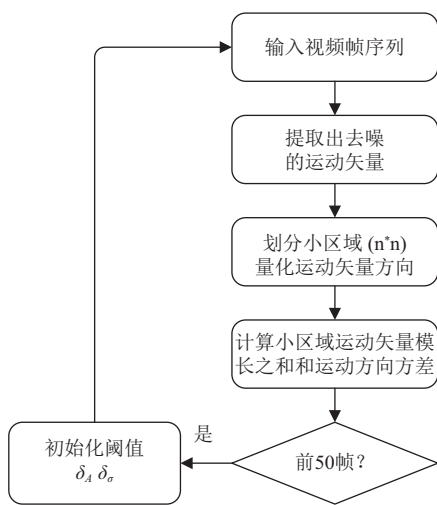 输入视频帧序列
提取出去噪
的运动矢量
划分小区域 (n*n)
量化运动矢量方向
计算小区域运动矢量模
长之和和运动方向方差
前50帧？
是
初始化阈值
δA δσ